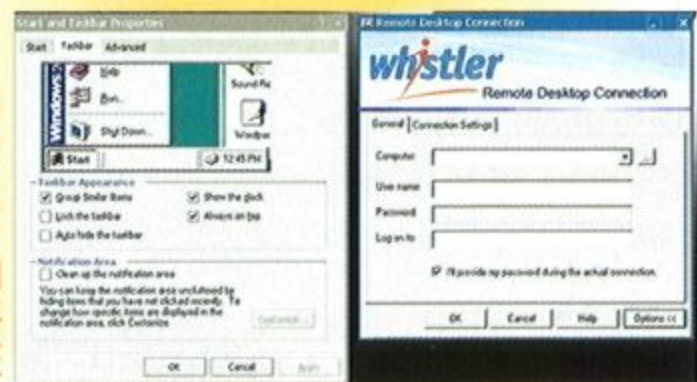 Start and Taskbar Properties
Start Taskbar Advanced
Windows
Help
Run...
Shut Down...
Start
12:45 PM
Taskbar Appearance
Group Similar Items
Show the clock
Lock the taskbar
Always on top
Auto hide the taskbar
Notification Area
Clean up the notification area
You can keep the notification area uncluttered by
hiding items that you have not clicked recently. To
change how specific items are displayed in the
notification area, click Customize.
Customize...
OK Cancel Apply
Remote Desktop Connection
whistler
Remote Desktop Connection
General Connection Settings
Computer
...
User name
Password
Log on to
I'll provide my password during the actual connection.
OK Cancel Help Options <<